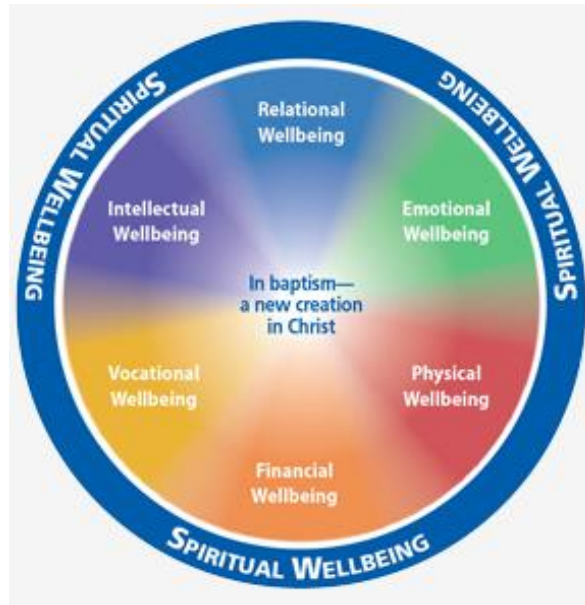 SPIRITUAL WELLBEING
SPIRITUAL WELLBEING
Relational
Wellbeing
Intellectual
Wellbeing
Emotional
Wellbeing
In baptism—
a new creation
in Christ
Vocational
Wellbeing
Physical
Wellbeing
Financial
Wellbeing
SPIRITUAL WELLBEING